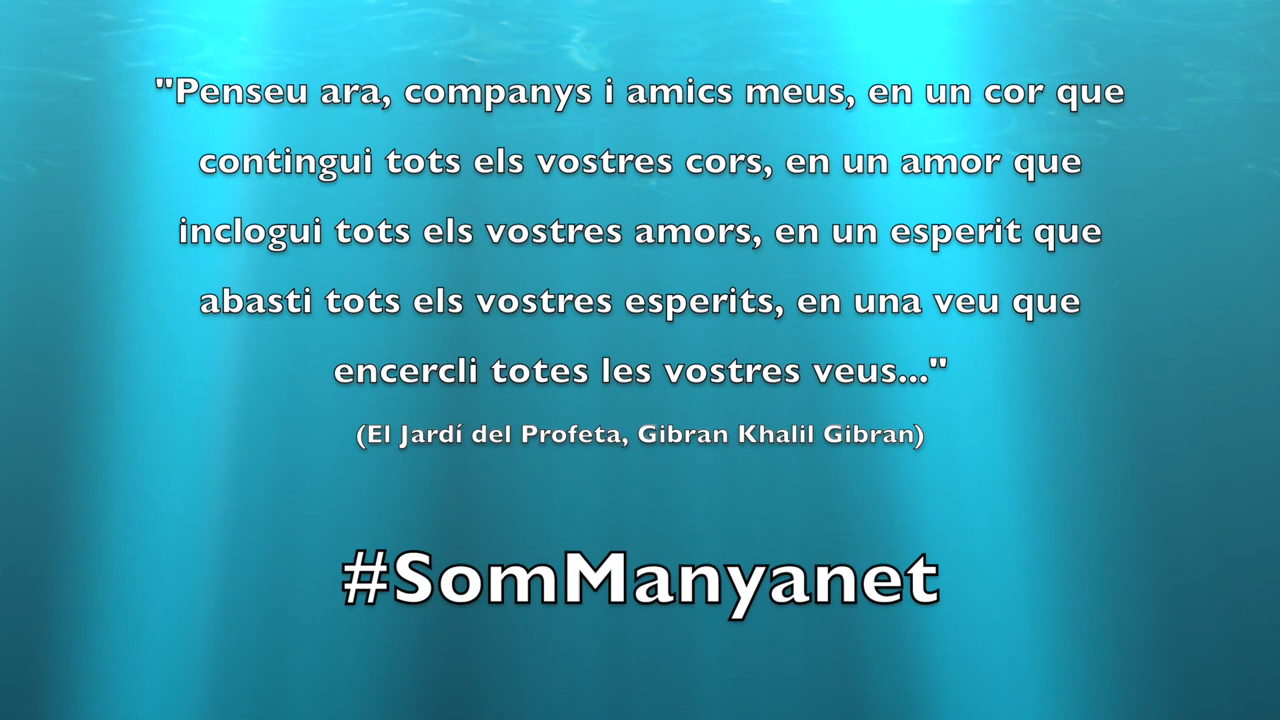 "Penseu ara, companys i amics meus, en un cor que
contingui tots els vostres cors, en un amor que
inclogui tots els vostres amors, en un esperit que
abasti tots els vostres esperits, en una veu que
encercli totes les vostres veus..."
(El Jardí del Profeta, Gibran Khalil Gibran)
#SomManyanet